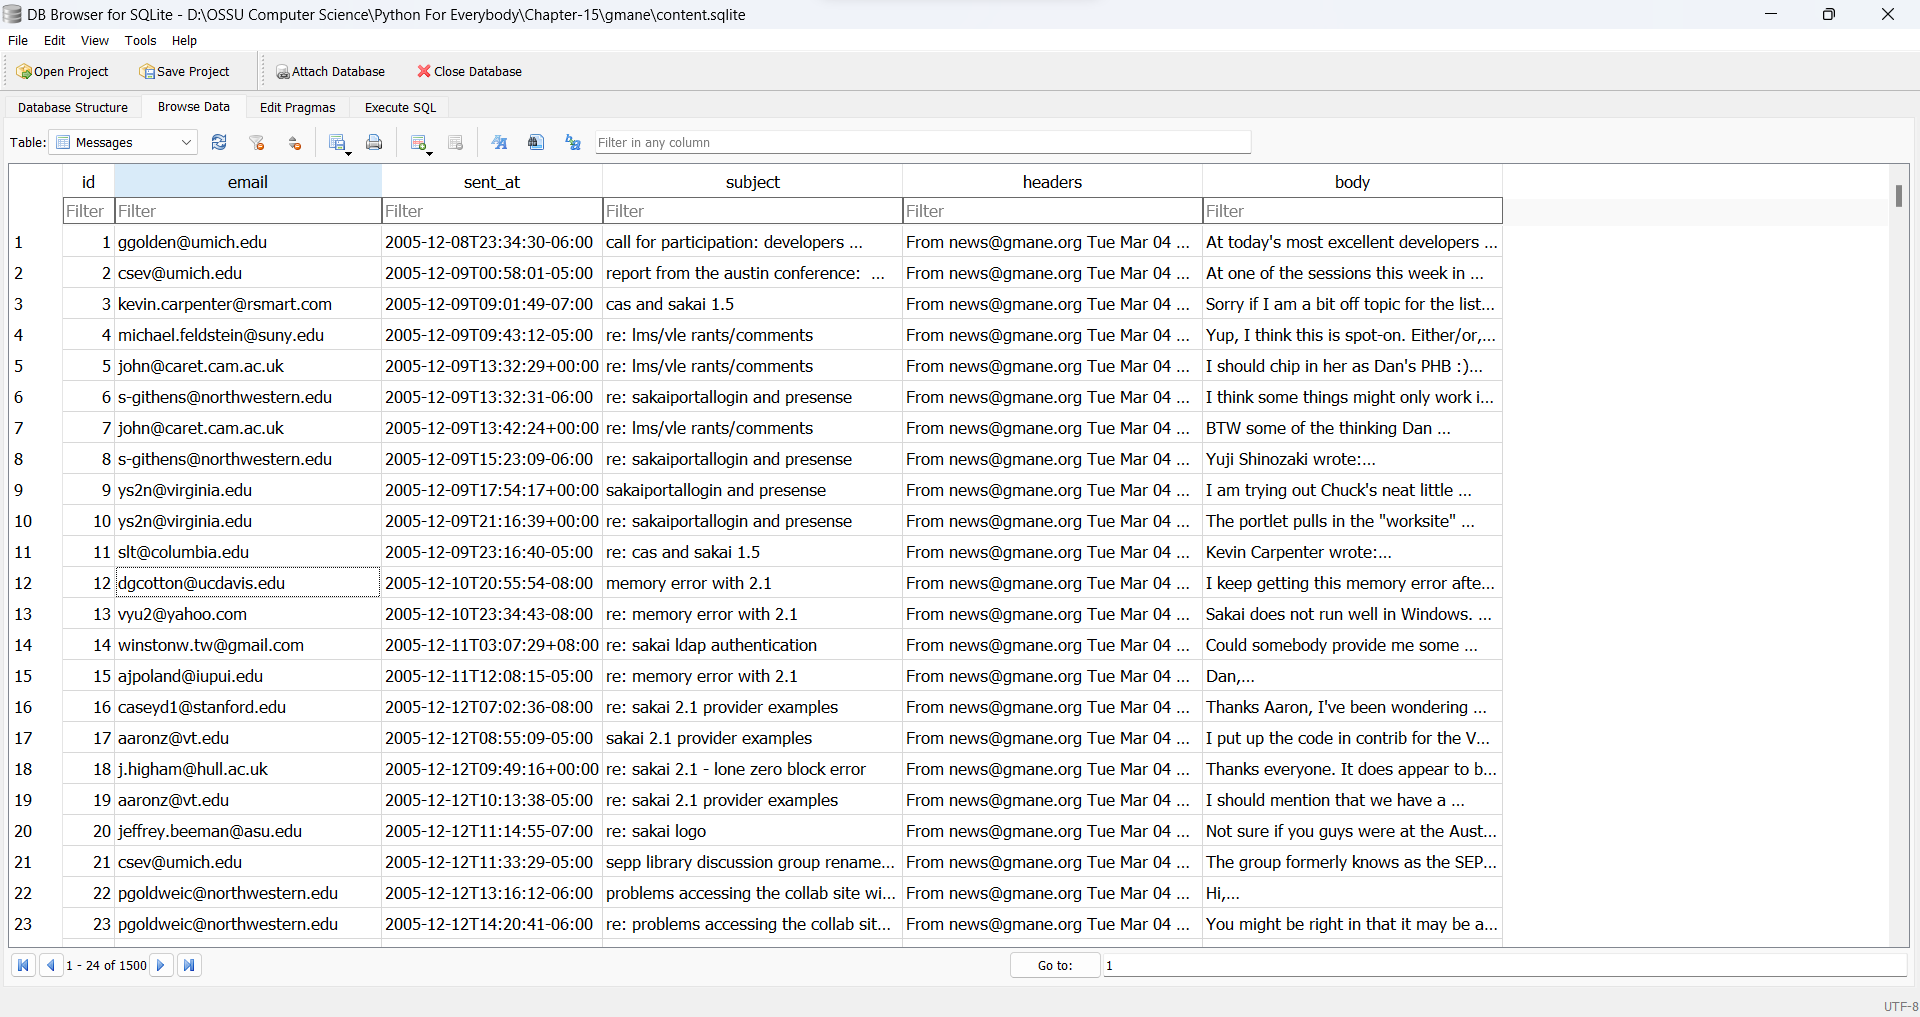 DB Browser for SQLite - D:\OSSU Computer Science\Python For Everybody\Chapter-15\gmane\content.sqlite
File Edit View Tools Help
Open Project Save Project Attach Database Close Database
Database Structure Browse Data Edit Pragmas Execute SQL
Table: Messages Filter in any column
id email sent_at subject headers body
Filter Filter Filter Filter Filter Filter
1 1 ggolden@umich.edu 2005-12-08T23:34:30-06:00 call for participation: developers ... From news@gmane.org Tue Mar 04 ... At today's most excellent developers ...
2 2 csev@umich.edu 2005-12-09T00:58:01-05:00 report from the austin conference: ... From news@gmane.org Tue Mar 04 ... At one of the sessions this week in ...
3 3 kevin.carpenter@rsmart.com 2005-12-09T09:01:49-07:00 cas and sakai 1.5 From news@gmane.org Tue Mar 04 ... Sorry if I am a bit off topic for the list...
4 4 michael.feldstein@suny.edu 2005-12-09T09:43:12-05:00 re: lms/vle rants/comments From news@gmane.org Tue Mar 04 ... Yup, I think this is spot-on. Either/or,...
5 5 john@caret.cam.ac.uk 2005-12-09T13:32:29+00:00 re: lms/vle rants/comments From news@gmane.org Tue Mar 04 ... I should chip in her as Dan's PHB :)...
6 6 s-githens@northwestern.edu 2005-12-09T13:32:31-06:00 re: sakaiportallogin and presense From news@gmane.org Tue Mar 04 ... I think some things might only work i...
7 7 john@caret.cam.ac.uk 2005-12-09T13:42:24+00:00 re: lms/vle rants/comments From news@gmane.org Tue Mar 04 ... BTW some of the thinking Dan ...
8 8 s-githens@northwestern.edu 2005-12-09T15:23:09-06:00 re: sakaiportallogin and presense From news@gmane.org Tue Mar 04 ... Yuji Shinozaki wrote:...
9 9 ys2n@virginia.edu 2005-12-09T17:54:17+00:00 sakaiportallogin and presense From news@gmane.org Tue Mar 04 ... I am trying out Chuck's neat little ...
10 10 ys2n@virginia.edu 2005-12-09T21:16:39+00:00 re: sakaiportallogin and presense From news@gmane.org Tue Mar 04 ... The portlet pulls in the "worksite" ...
11 11 slt@columbia.edu 2005-12-09T23:16:40-05:00 re: cas and sakai 1.5 From news@gmane.org Tue Mar 04 ... Kevin Carpenter wrote:...
12 12 dgcotton@ucdavis.edu 2005-12-10T20:55:54-08:00 memory error with 2.1 From news@gmane.org Tue Mar 04 ... I keep getting this memory error afte...
13 13 vyu2@yahoo.com 2005-12-10T23:34:43-08:00 re: memory error with 2.1 From news@gmane.org Tue Mar 04 ... Sakai does not run well in Windows. ...
14 14 winstonw.tw@gmail.com 2005-12-11T03:07:29+08:00 re: sakai ldap authentication From news@gmane.org Tue Mar 04 ... Could somebody provide me some ...
15 15 ajpoland@iupui.edu 2005-12-11T12:08:15-05:00 re: memory error with 2.1 From news@gmane.org Tue Mar 04 ... Dan,...
16 16 caseyd1@stanford.edu 2005-12-12T07:02:36-08:00 re: sakai 2.1 provider examples From news@gmane.org Tue Mar 04 ... Thanks Aaron, I've been wondering ...
17 17 aaronz@vt.edu 2005-12-12T08:55:09-05:00 sakai 2.1 provider examples From news@gmane.org Tue Mar 04 ... I put up the code in contrib for the V...
18 18 j.higham@hull.ac.uk 2005-12-12T09:49:16+00:00 re: sakai 2.1 - lone zero block error From news@gmane.org Tue Mar 04 ... Thanks everyone. It does appear to b...
19 19 aaronz@vt.edu 2005-12-12T10:13:38-05:00 re: sakai 2.1 provider examples From news@gmane.org Tue Mar 04 ... I should mention that we have a ...
20 20 jeffrey.beeman@asu.edu 2005-12-12T11:14:55-07:00 re: sakai logo From news@gmane.org Tue Mar 04 ... Not sure if you guys were at the Aust...
21 21 csev@umich.edu 2005-12-12T11:33:29-05:00 sepp library discussion group rename... From news@gmane.org Tue Mar 04 ... The group formerly knows as the SEP...
22 22 pgoldweic@northwestern.edu 2005-12-12T13:16:12-06:00 problems accessing the collab site wi... From news@gmane.org Tue Mar 04 ... Hi,...
23 23 pgoldweic@northwestern.edu 2005-12-12T14:20:41-06:00 re: problems accessing the collab sit... From news@gmane.org Tue Mar 04 ... You might be right in that it may be a...
1 - 24 of 1500 Go to: 1
UTF-8